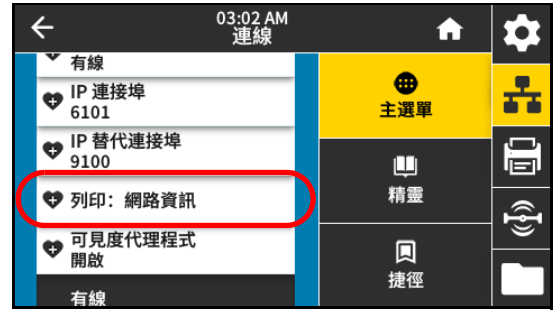 03:02 AM
連線
有線
IP 連接埠
6101
IP 替代連接埠
9100
列印：網路資訊
可見度代理程式
開啟
有線
主選單
精靈
捷徑